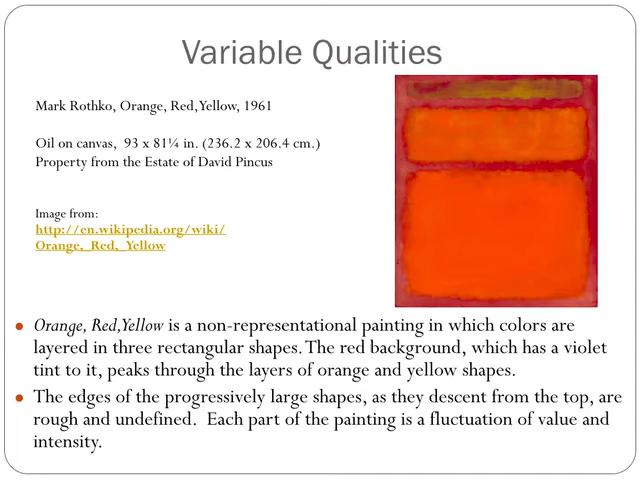 Variable Qualities
Mark Rothko, Orange, Red,Yellow, 1961
Oil on canvas, 93 x 81¼ in. (236.2 x 206.4 cm.)
Property from the Estate of David Pincus
Image from:
http://en.wikipedia.org/wiki/
Orange,_Red,_Yellow
● Orange, Red,Yellow is a non-representational painting in which colors are
layered in three rectangular shapes. The red background, which has a violet
tint to it, peaks through the layers of orange and yellow shapes.
● The edges of the progressively large shapes, as they descent from the top, are
rough and undefined. Each part of the painting is a fluctuation of value and
intensity.